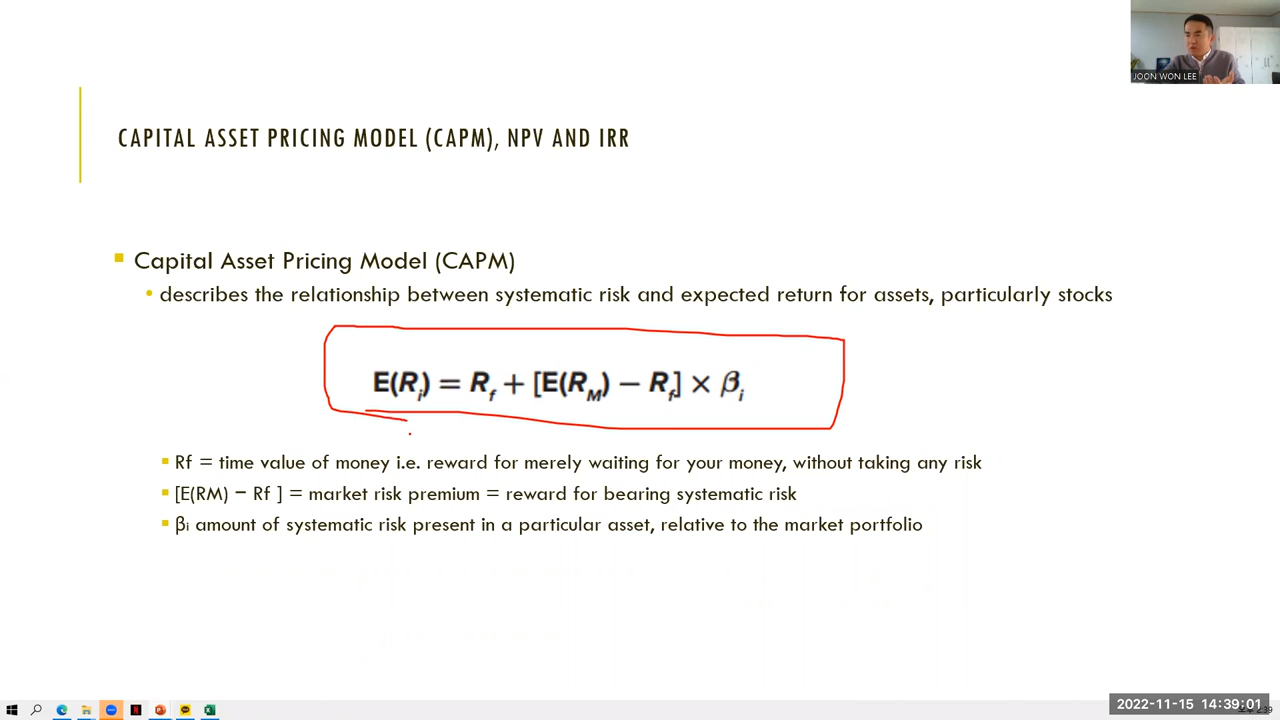 JOON WON LEE
CAPITAL ASSET PRICING MODEL (CAPM), NPV AND IRR
Capital Asset Pricing Model (CAPM)
describes the relationship between systematic risk and expected return for assets, particularly stocks
E(Rᵢ) = R_f + [E(R_M) − R_f] × βᵢ
Rf = time value of money i.e. reward for merely waiting for your money, without taking any risk
[E(RM) − Rf ] = market risk premium = reward for bearing systematic risk
βi amount of systematic risk present in a particular asset, relative to the market portfolio
2022-11-15 14:39:01